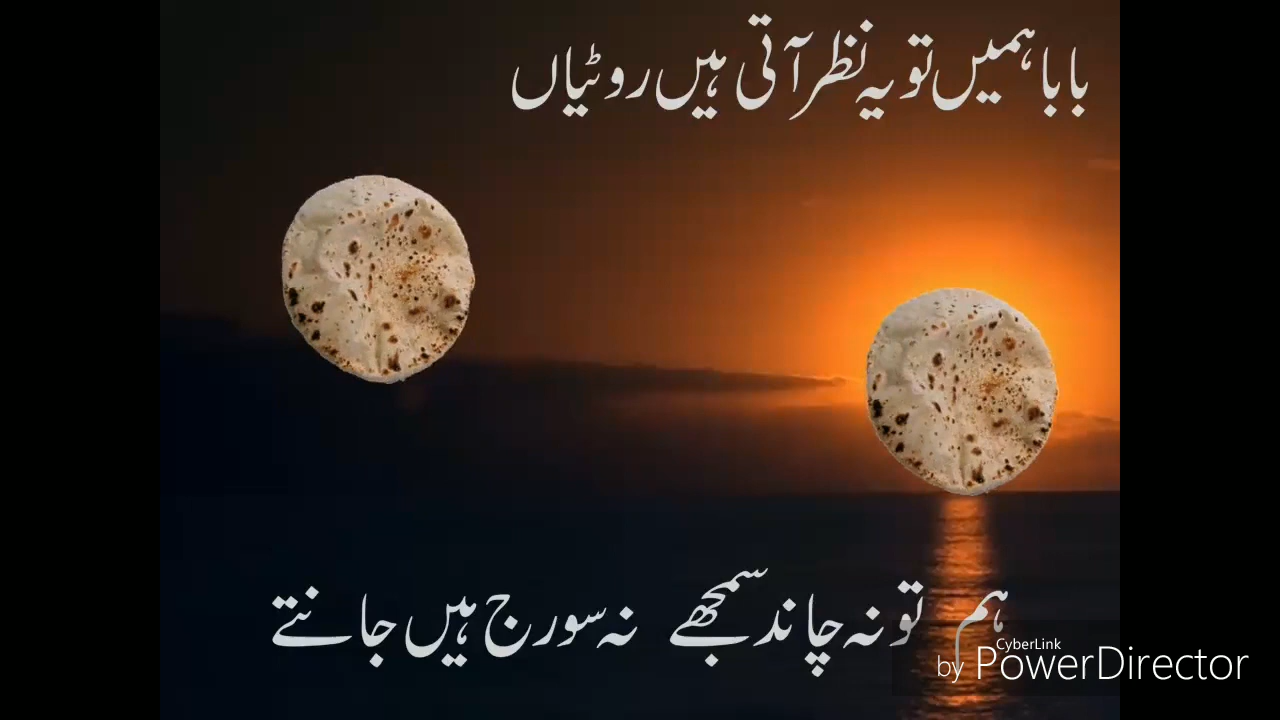 بابا ہمیں تو یہ نظر آتی ہیں روٹیاں
ہم تو نہ چاند سمجھے نہ سورج ہیں جانتے
CyberLink
by PowerDirector